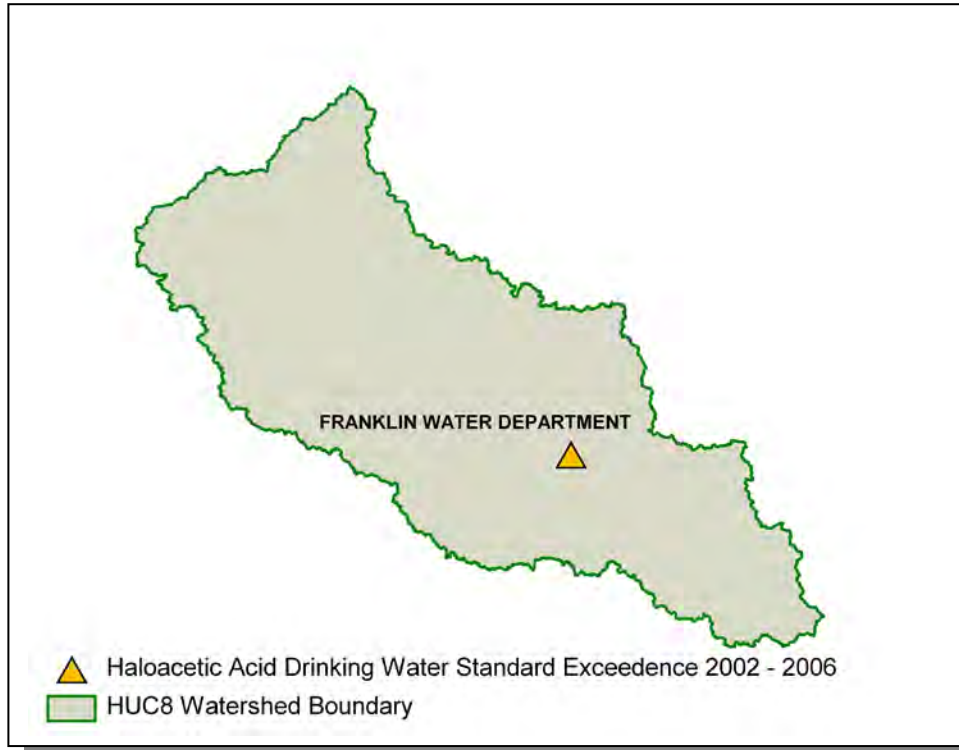 FRANKLIN WATER DEPARTMENT
Haloacetic Acid Drinking Water Standard Exceedence 2002 - 2006
HUC8 Watershed Boundary